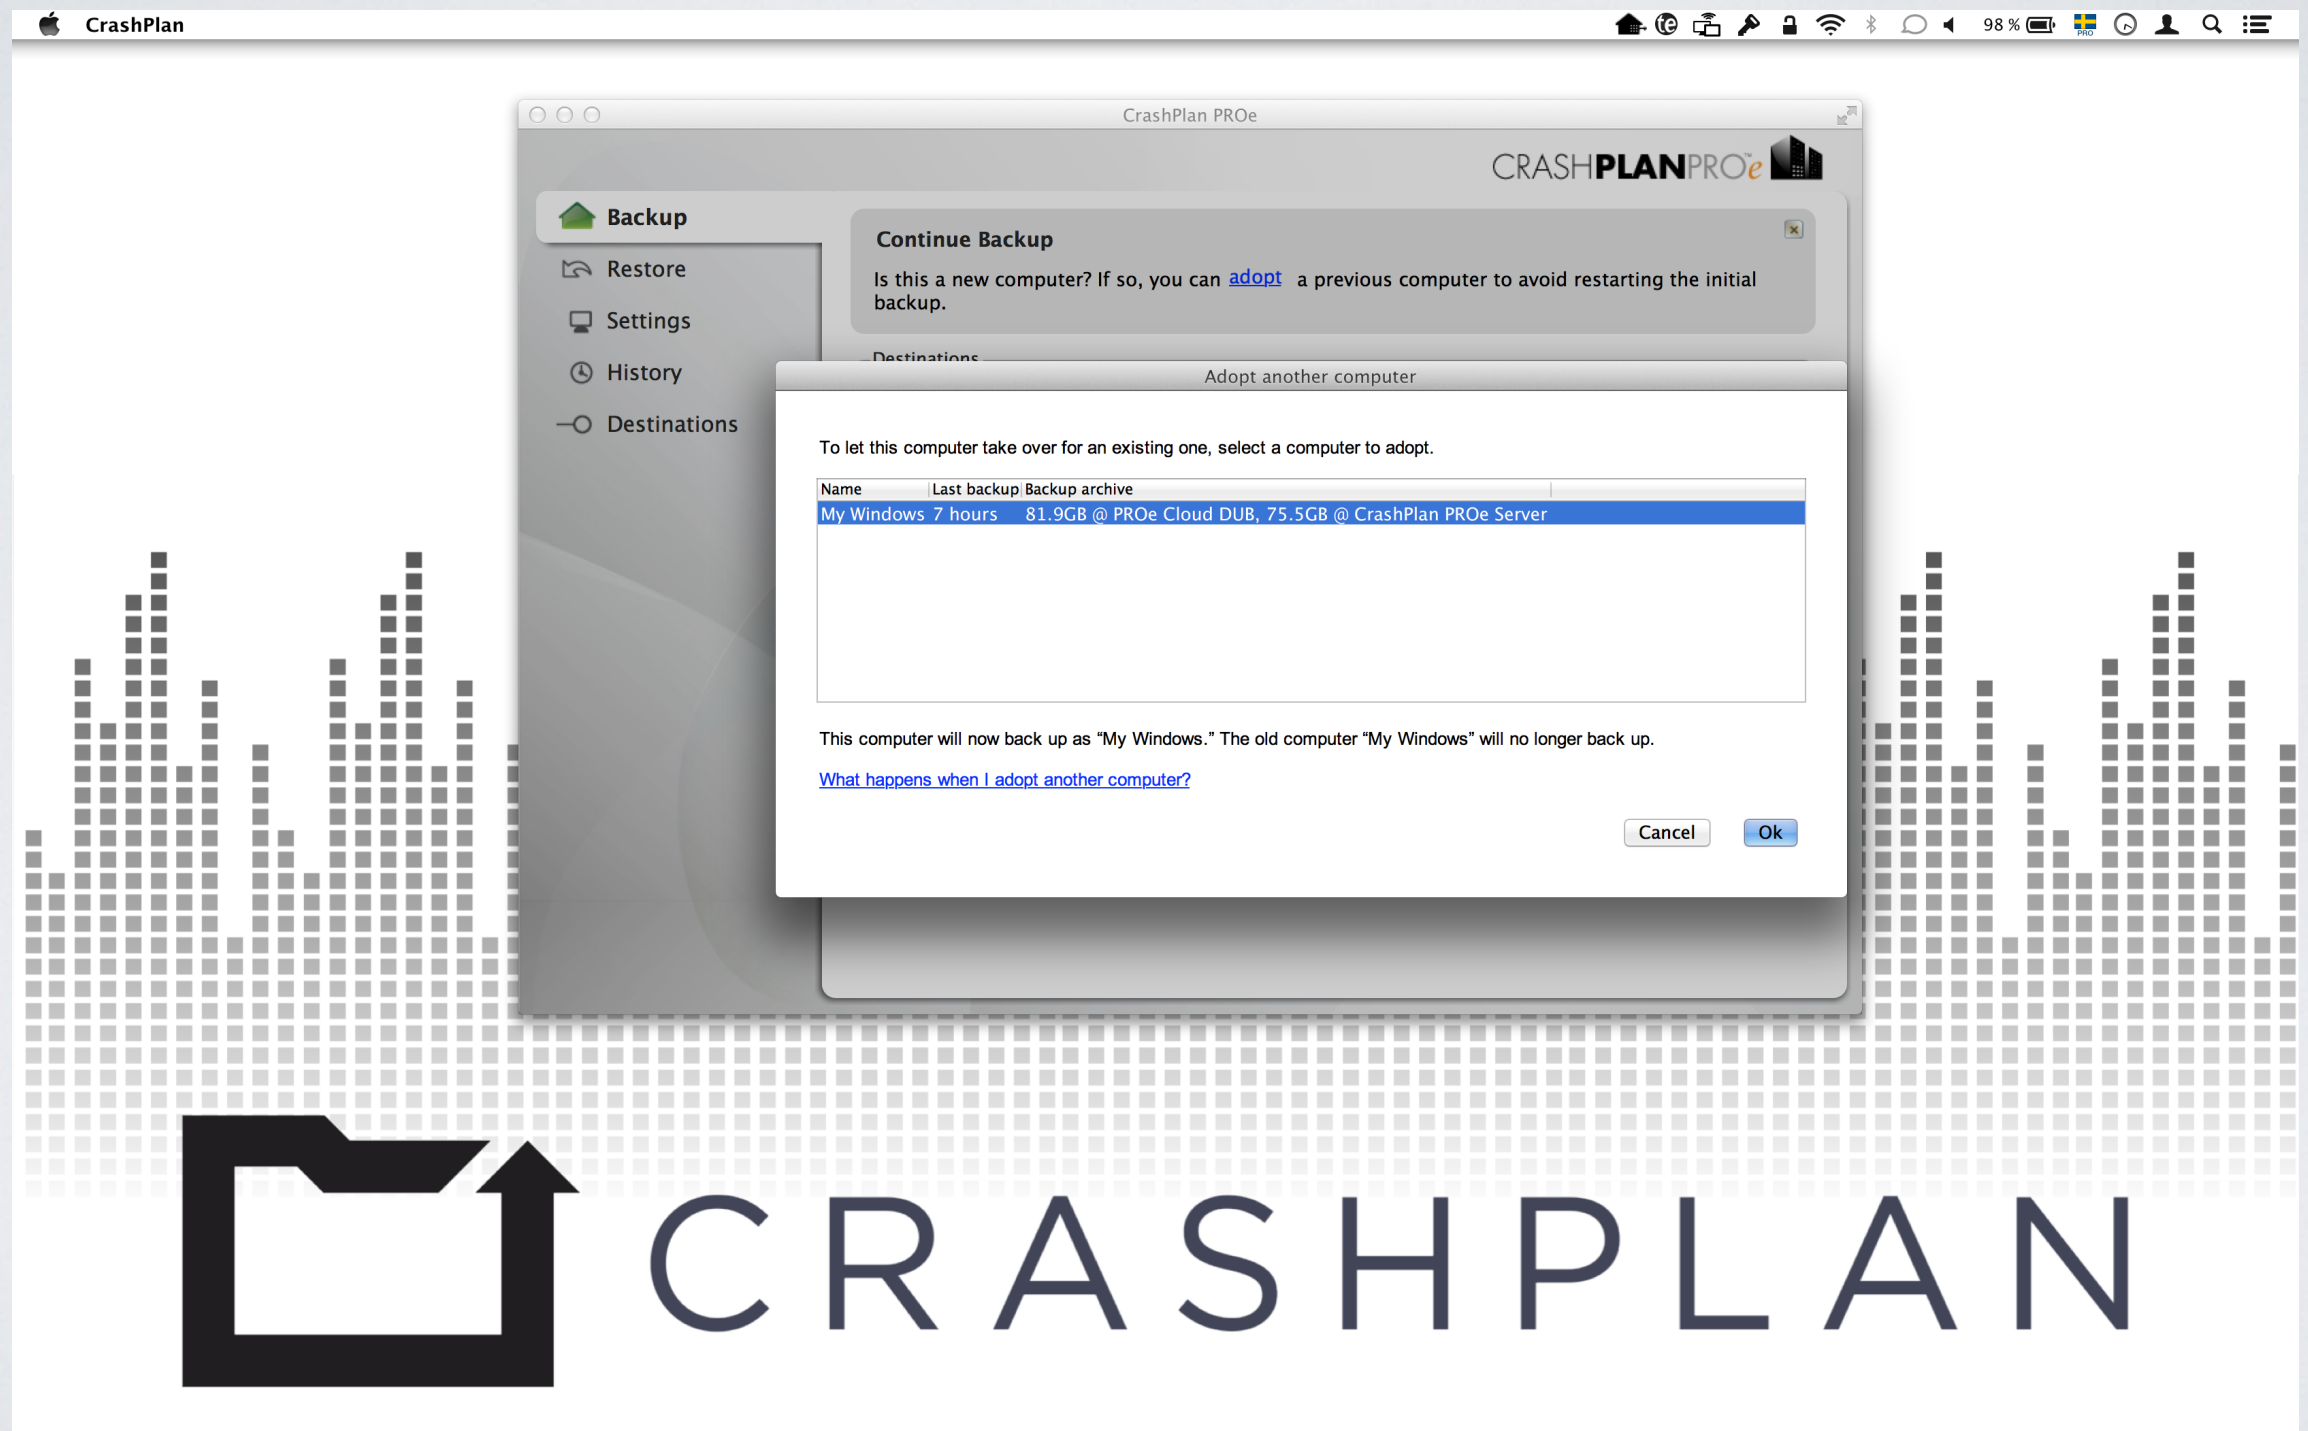 CrashPlan
98 %
PRO
CrashPlan PROe
CRASHPLANPRO™e
Backup
Restore
Settings
History
Destinations
Continue Backup
Is this a new computer? If so, you can adopt a previous computer to avoid restarting the initial
backup.
Destinations
Adopt another computer
To let this computer take over for an existing one, select a computer to adopt.
Name Last backup Backup archive
My Windows 7 hours 81.9GB @ PROe Cloud DUB, 75.5GB @ CrashPlan PROe Server
This computer will now back up as “My Windows.” The old computer “My Windows” will no longer back up.
What happens when I adopt another computer?
Cancel Ok
CRASHPLAN